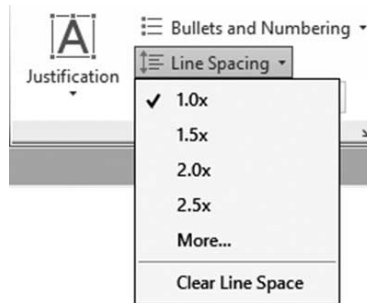 A
Bullets and Numbering
Justification
Line Spacing
1.0x
1.5x
2.0x
2.5x
More...
Clear Line Space